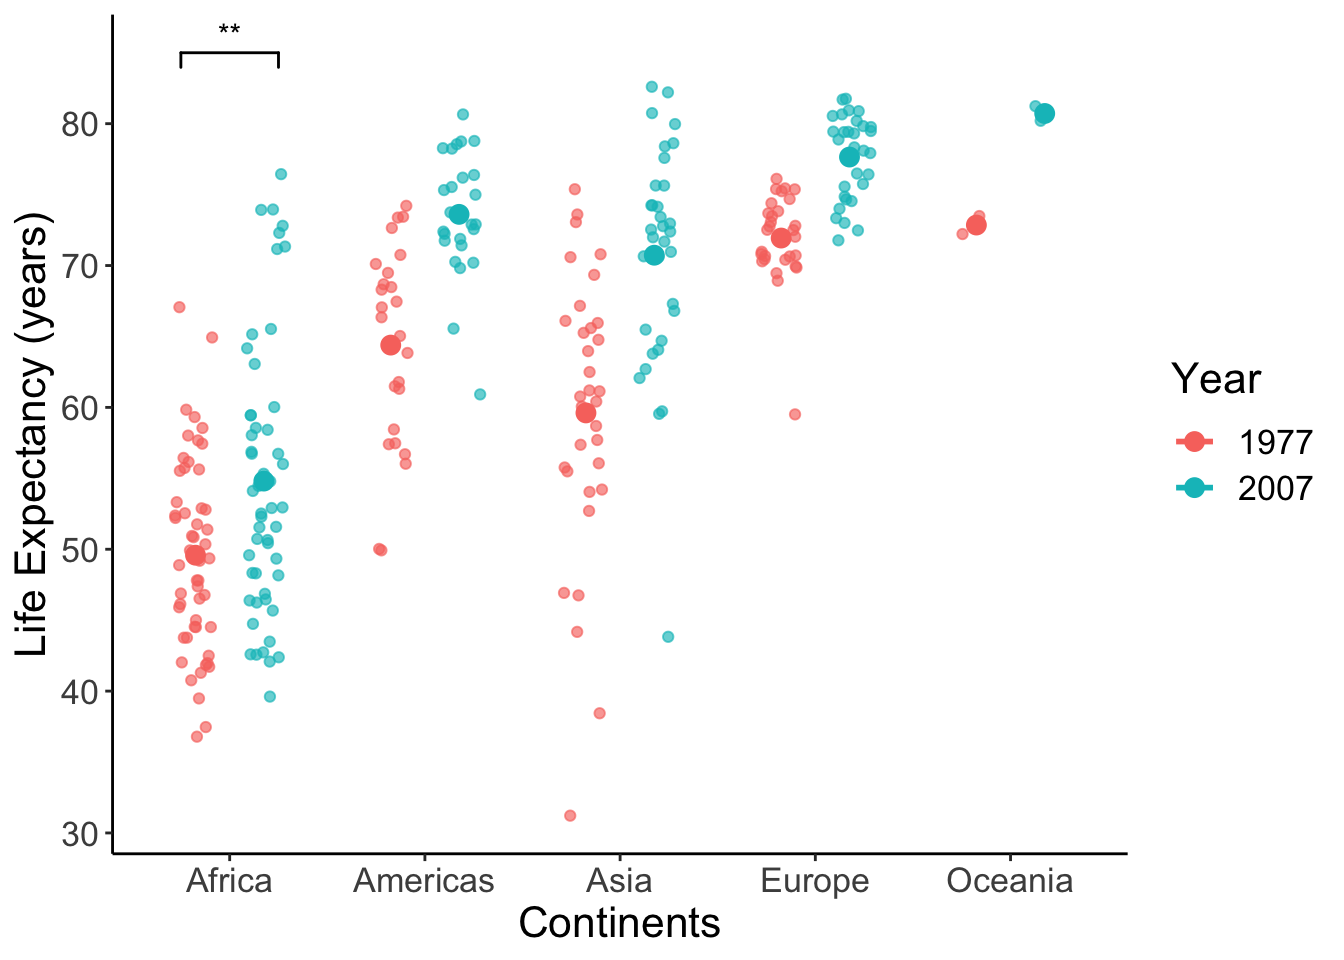 **
80
70
60
50
40
30
Life Expectancy (years)
Africa
Americas
Asia
Europe
Oceania
Continents
Year
1977
2007